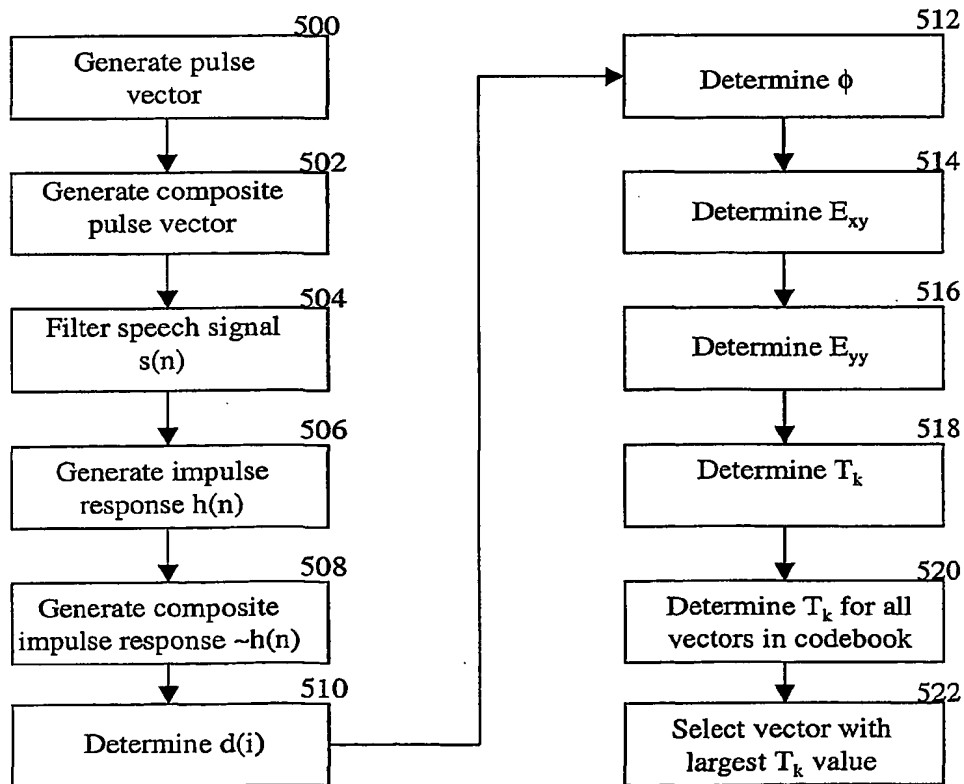 500
Generate pulse
vector
502
Generate composite
pulse vector
504
Filter speech signal
s(n)
506
Generate impulse
response h(n)
508
Generate composite
impulse response ~h(n)
510
Determine d(i)
512
Determine ϕ
514
Determine E_xy
516
Determine E_yy
518
Determine T_k
520
Determine T_k for all
vectors in codebook
522
Select vector with
largest T_k value